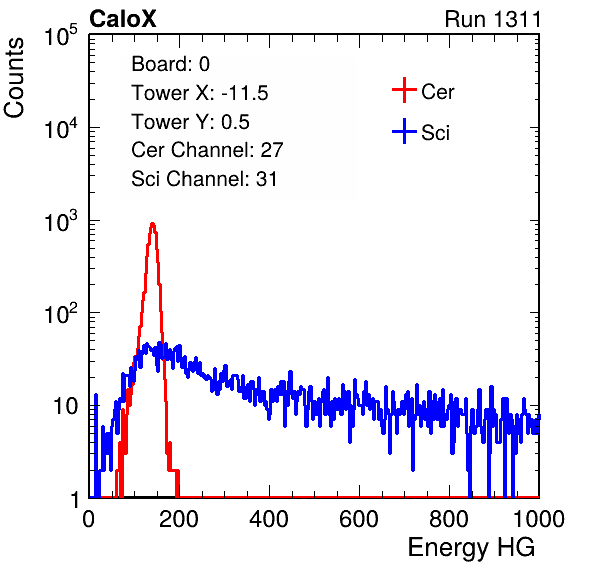 CaloX Run 1311
Counts
10^5
10^4
10^3
10^2
10
1
Board: 0
Tower X: -11.5
Tower Y: 0.5
Cer Channel: 27
Sci Channel: 31
Cer
Sci
0 200 400 600 800 1000
Energy HG